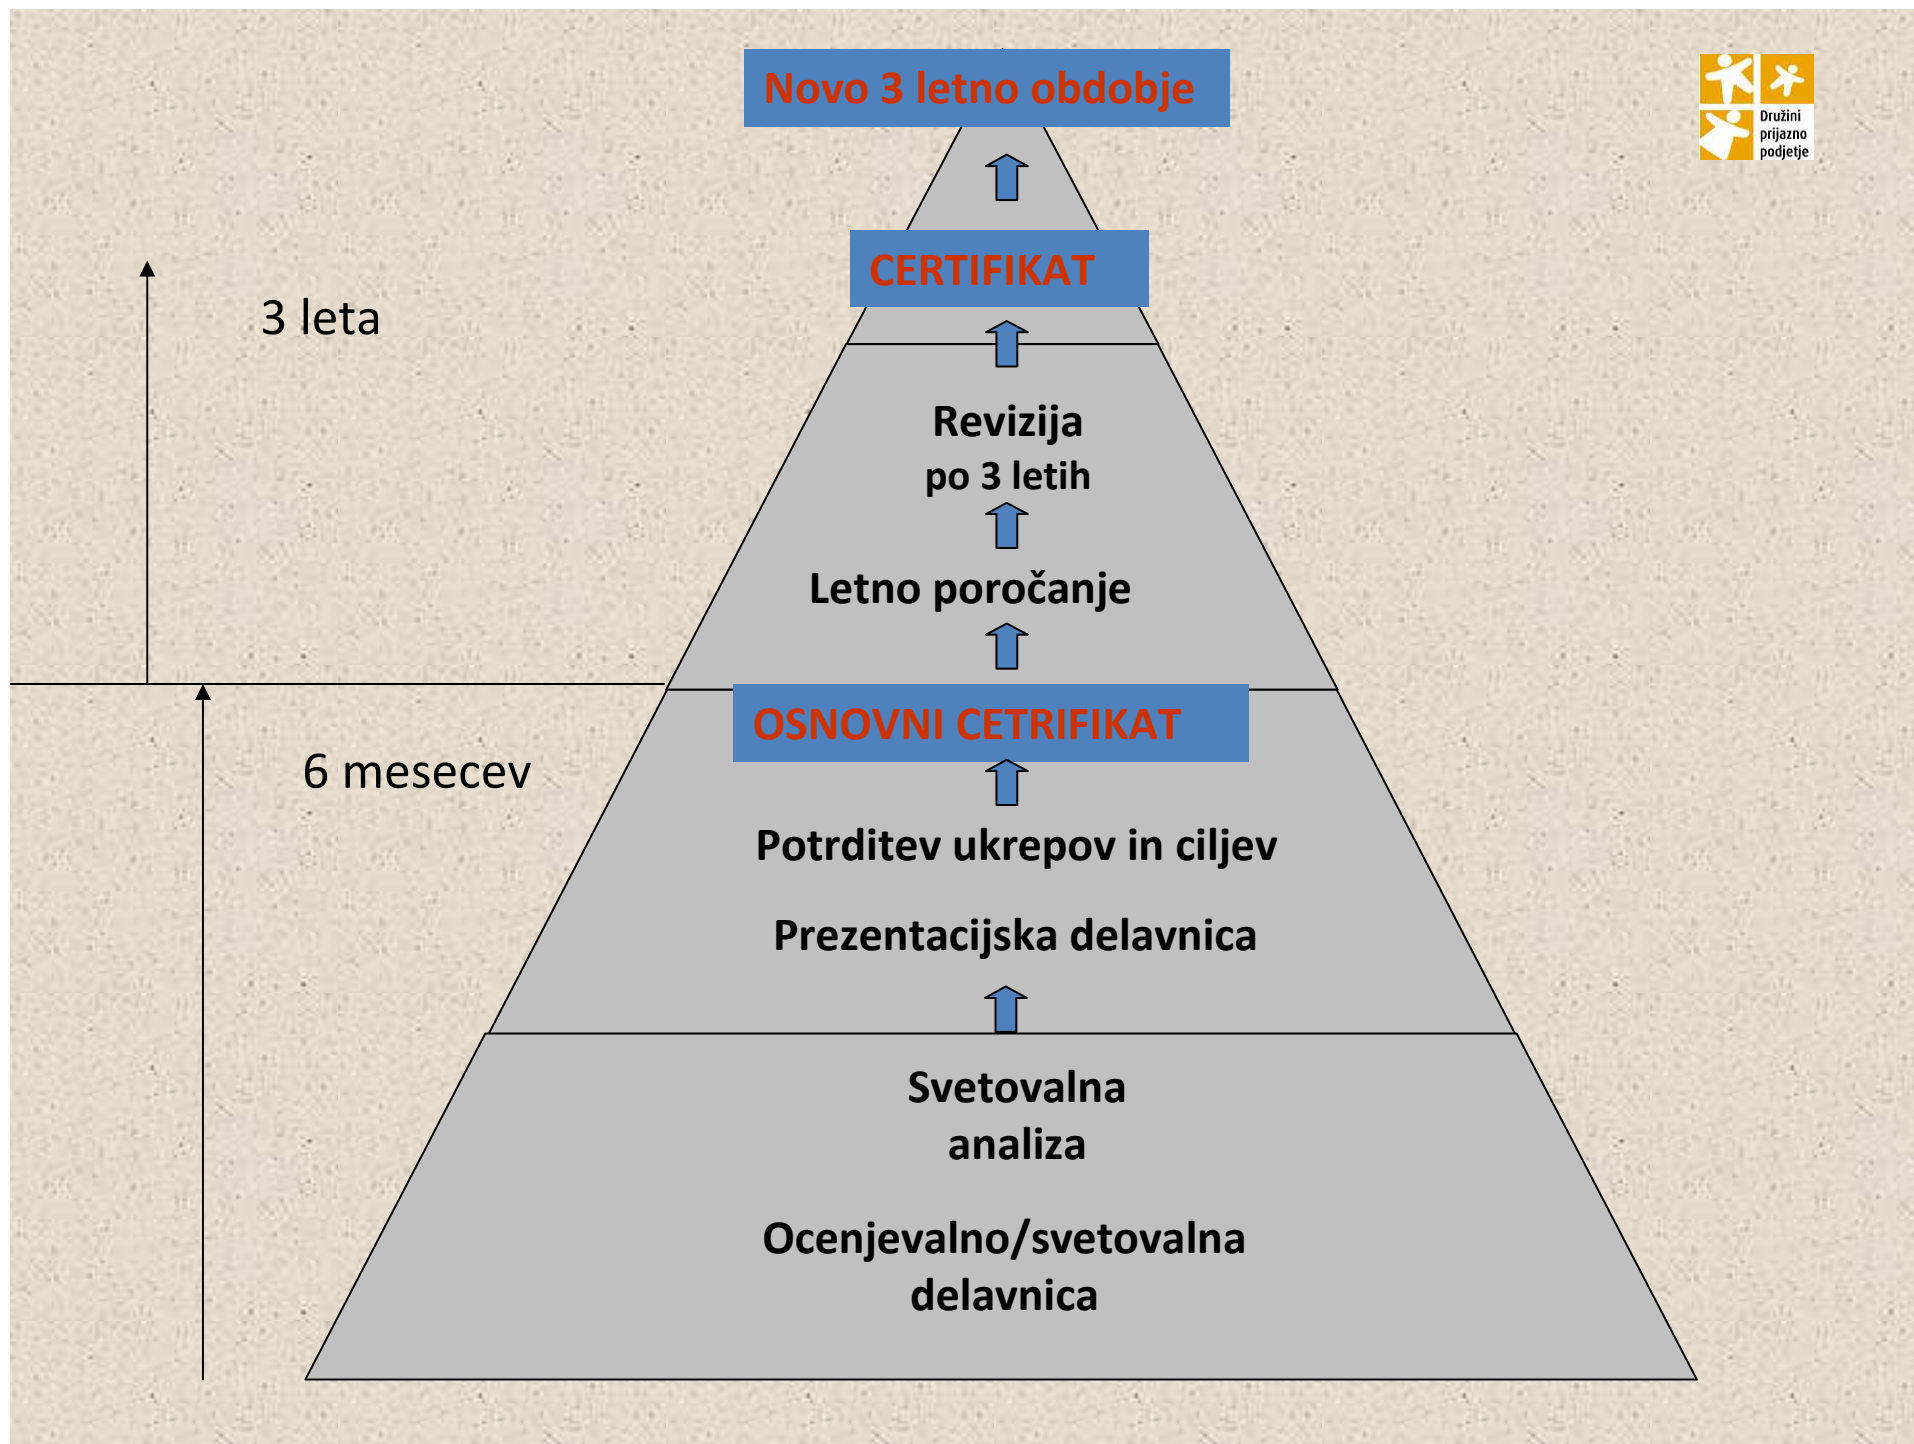 Novo 3 letno obdobje
Družini
prijazno
podjetje
CERTIFIKAT
3 leta
Revizija
po 3 letih
Letno poročanje
OSNOVNI CETRIFIKAT
6 mesecev
Potrditev ukrepov in ciljev
Prezentacijska delavnica
Svetovalna
analiza
Ocenjevalno/svetovalna
delavnica